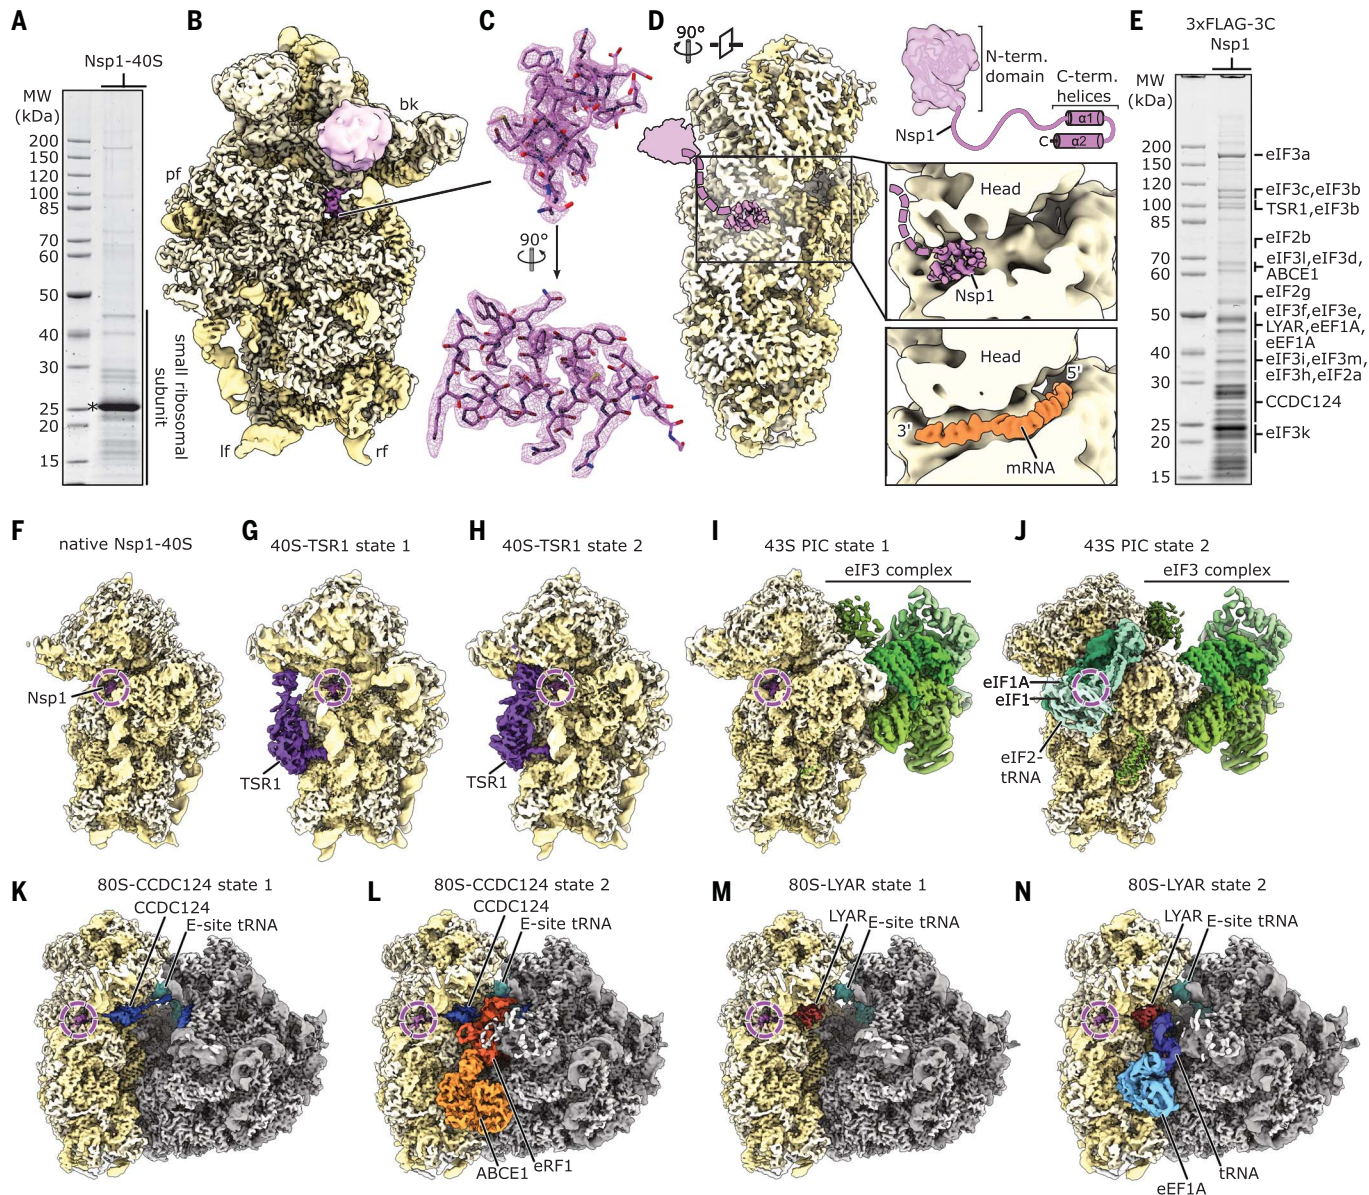 A
Nsp1-40S
MW
(kDa)
200
150
120
100
85
70
60
50
40
30
25
20
15
*
small ribosomal
subunit
B
bk
pf
lf
rf
C
90°
D
90°
N-term.
domain
C-term.
helices
Nsp1
α1
C
α2
Head
Nsp1
Head
5'
3'
mRNA
E
3xFLAG-3C
Nsp1
MW
(kDa)
200
150
120
100
85
70
60
50
40
30
25
20
15
eIF3a
eIF3c,eIF3b
TSR1,eIF3b
eIF2b
eIF3l,eIF3d,
ABCE1
eIF2g
eIF3f,eIF3e,
LYAR,eEF1A,
eEF1A
eIF3i,eIF3m,
eIF3h,eIF2a
CCDC124
eIF3k
F
native Nsp1-40S
Nsp1
G
40S-TSR1 state 1
TSR1
H
40S-TSR1 state 2
TSR1
I
43S PIC state 1
eIF3 complex
J
43S PIC state 2
eIF3 complex
eIF1A
eIF1
eIF2-
tRNA
K
80S-CCDC124 state 1
CCDC124
E-site tRNA
L
80S-CCDC124 state 2
CCDC124
E-site tRNA
ABCE1
eRF1
M
80S-LYAR state 1
LYAR
E-site tRNA
N
80S-LYAR state 2
LYAR
E-site tRNA
tRNA
eEF1A